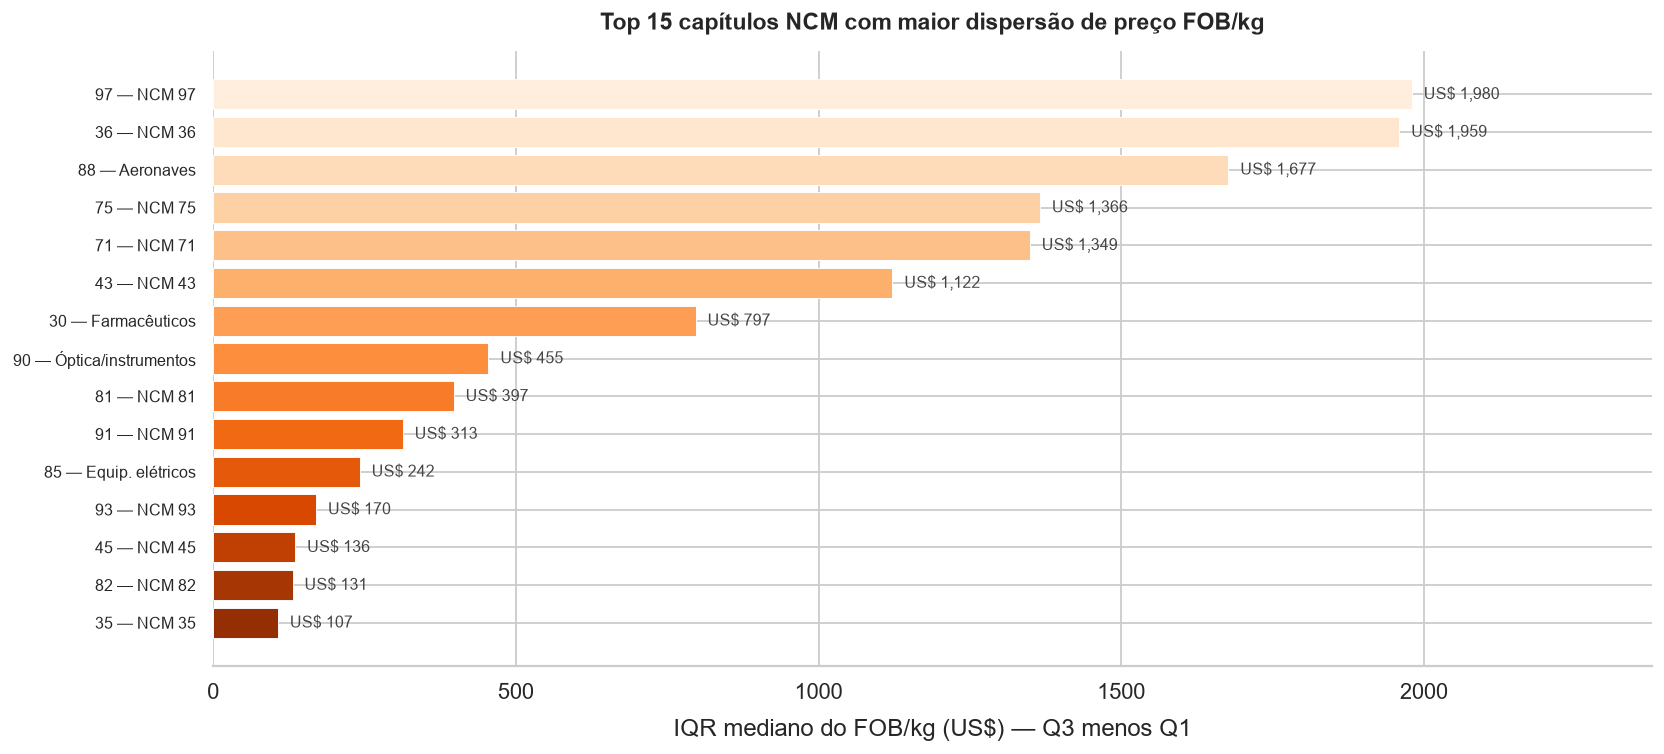 Top 15 capítulos NCM com maior dispersão de preço FOB/kg
97 — NCM 97
US$ 1,980
36 — NCM 36
US$ 1,959
88 — Aeronaves
US$ 1,677
75 — NCM 75
US$ 1,366
71 — NCM 71
US$ 1,349
43 — NCM 43
US$ 1,122
30 — Farmacêuticos
US$ 797
90 — Óptica/instrumentos
US$ 455
81 — NCM 81
US$ 397
91 — NCM 91
US$ 313
85 — Equip. elétricos
US$ 242
93 — NCM 93
US$ 170
45 — NCM 45
US$ 136
82 — NCM 82
US$ 131
35 — NCM 35
US$ 107
0 500 1000 1500 2000
IQR mediano do FOB/kg (US$) — Q3 menos Q1